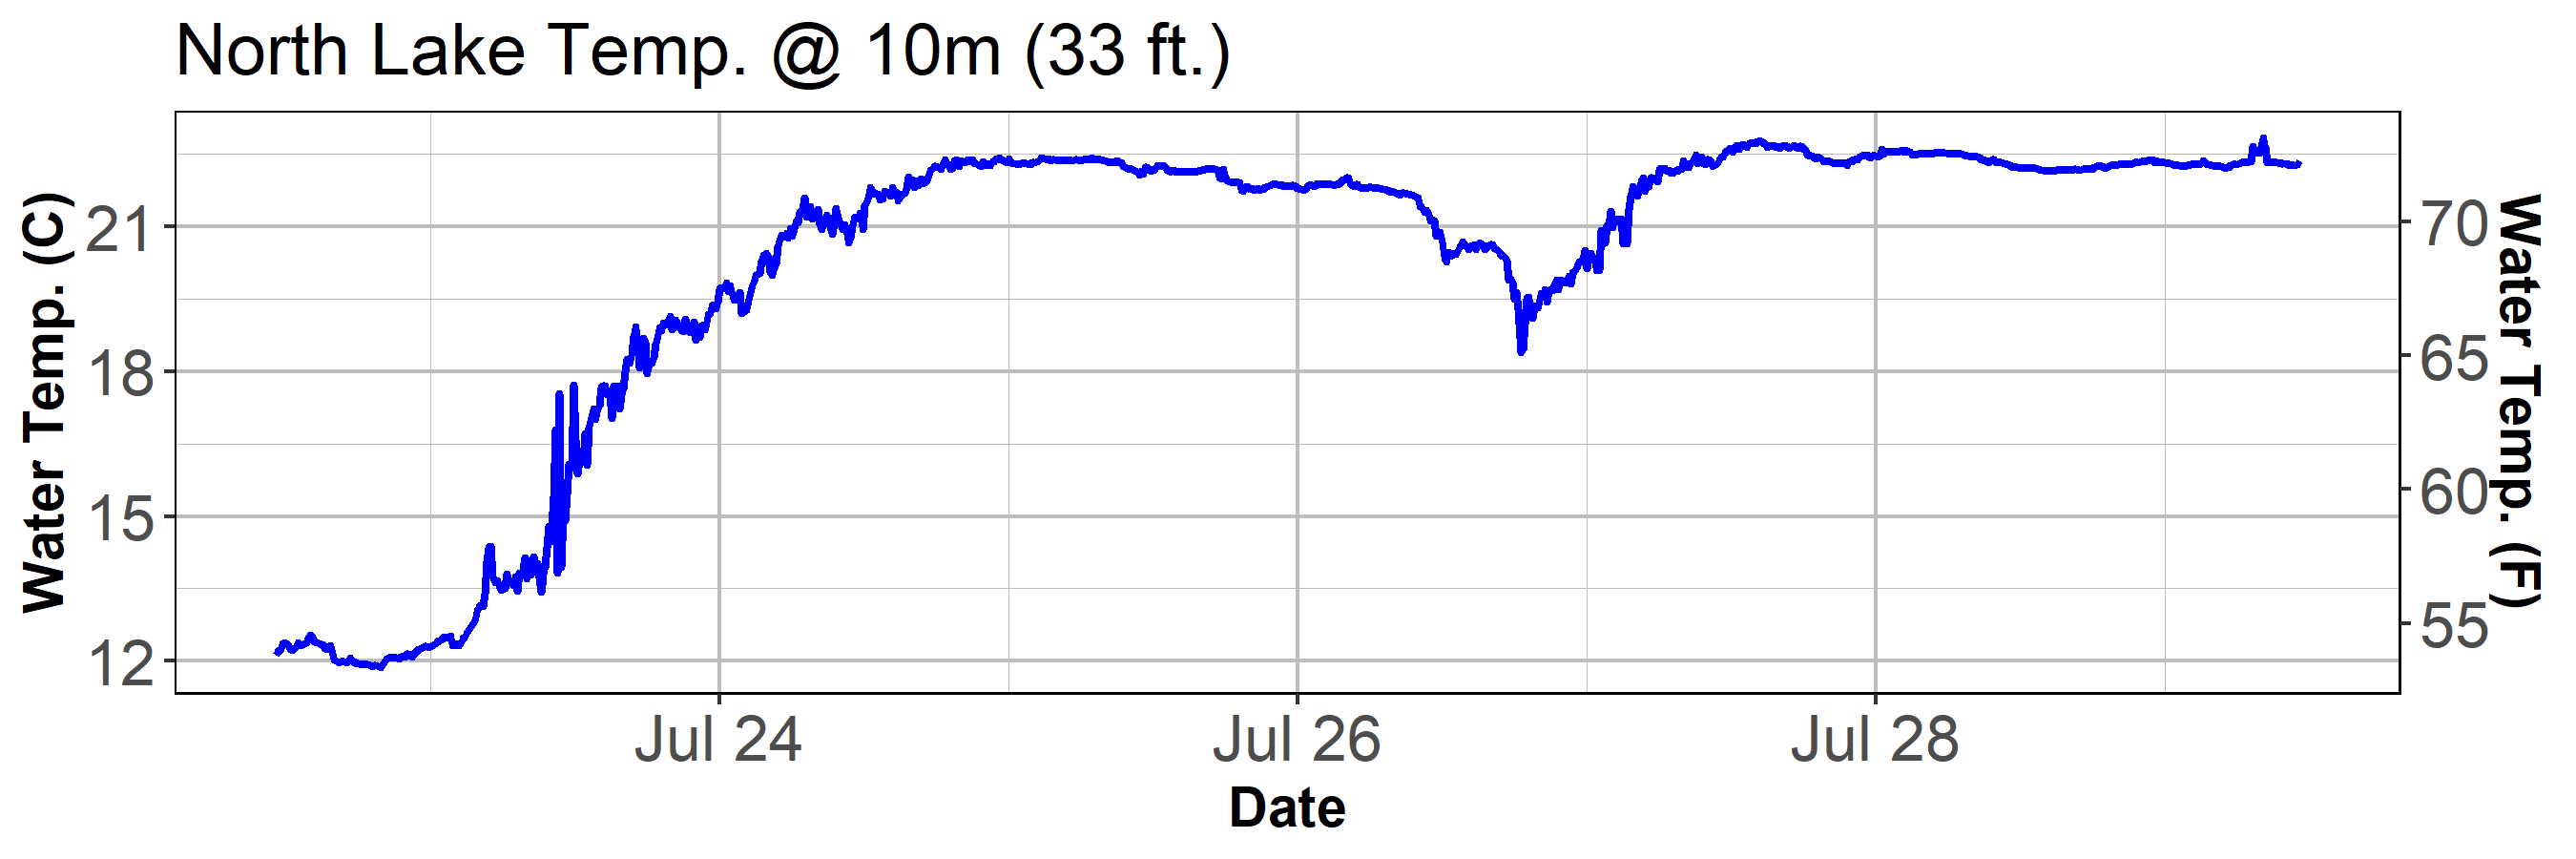 North Lake Temp. @ 10m (33 ft.)
Water Temp. (C)
21
18
15
12
70
65
60
55
Water Temp. (F)
Jul 24 Jul 26 Jul 28
Date